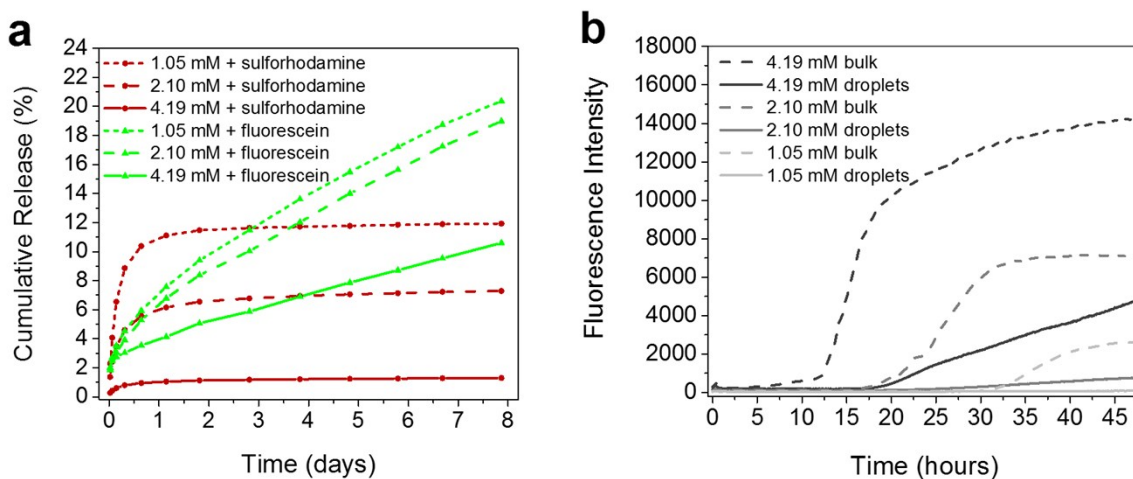 a
24
22
20
18
16
14
12
10
8
6
4
2
0
Cumulative Release (%)
1.05 mM + sulforhodamine
2.10 mM + sulforhodamine
4.19 mM + sulforhodamine
1.05 mM + fluorescein
2.10 mM + fluorescein
4.19 mM + fluorescein
0 1 2 3 4 5 6 7 8
Time (days)
b
18000
16000
14000
12000
10000
8000
6000
4000
2000
0
Fluorescence Intensity
4.19 mM bulk
4.19 mM droplets
2.10 mM bulk
2.10 mM droplets
1.05 mM bulk
1.05 mM droplets
0 5 10 15 20 25 30 35 40 45
Time (hours)